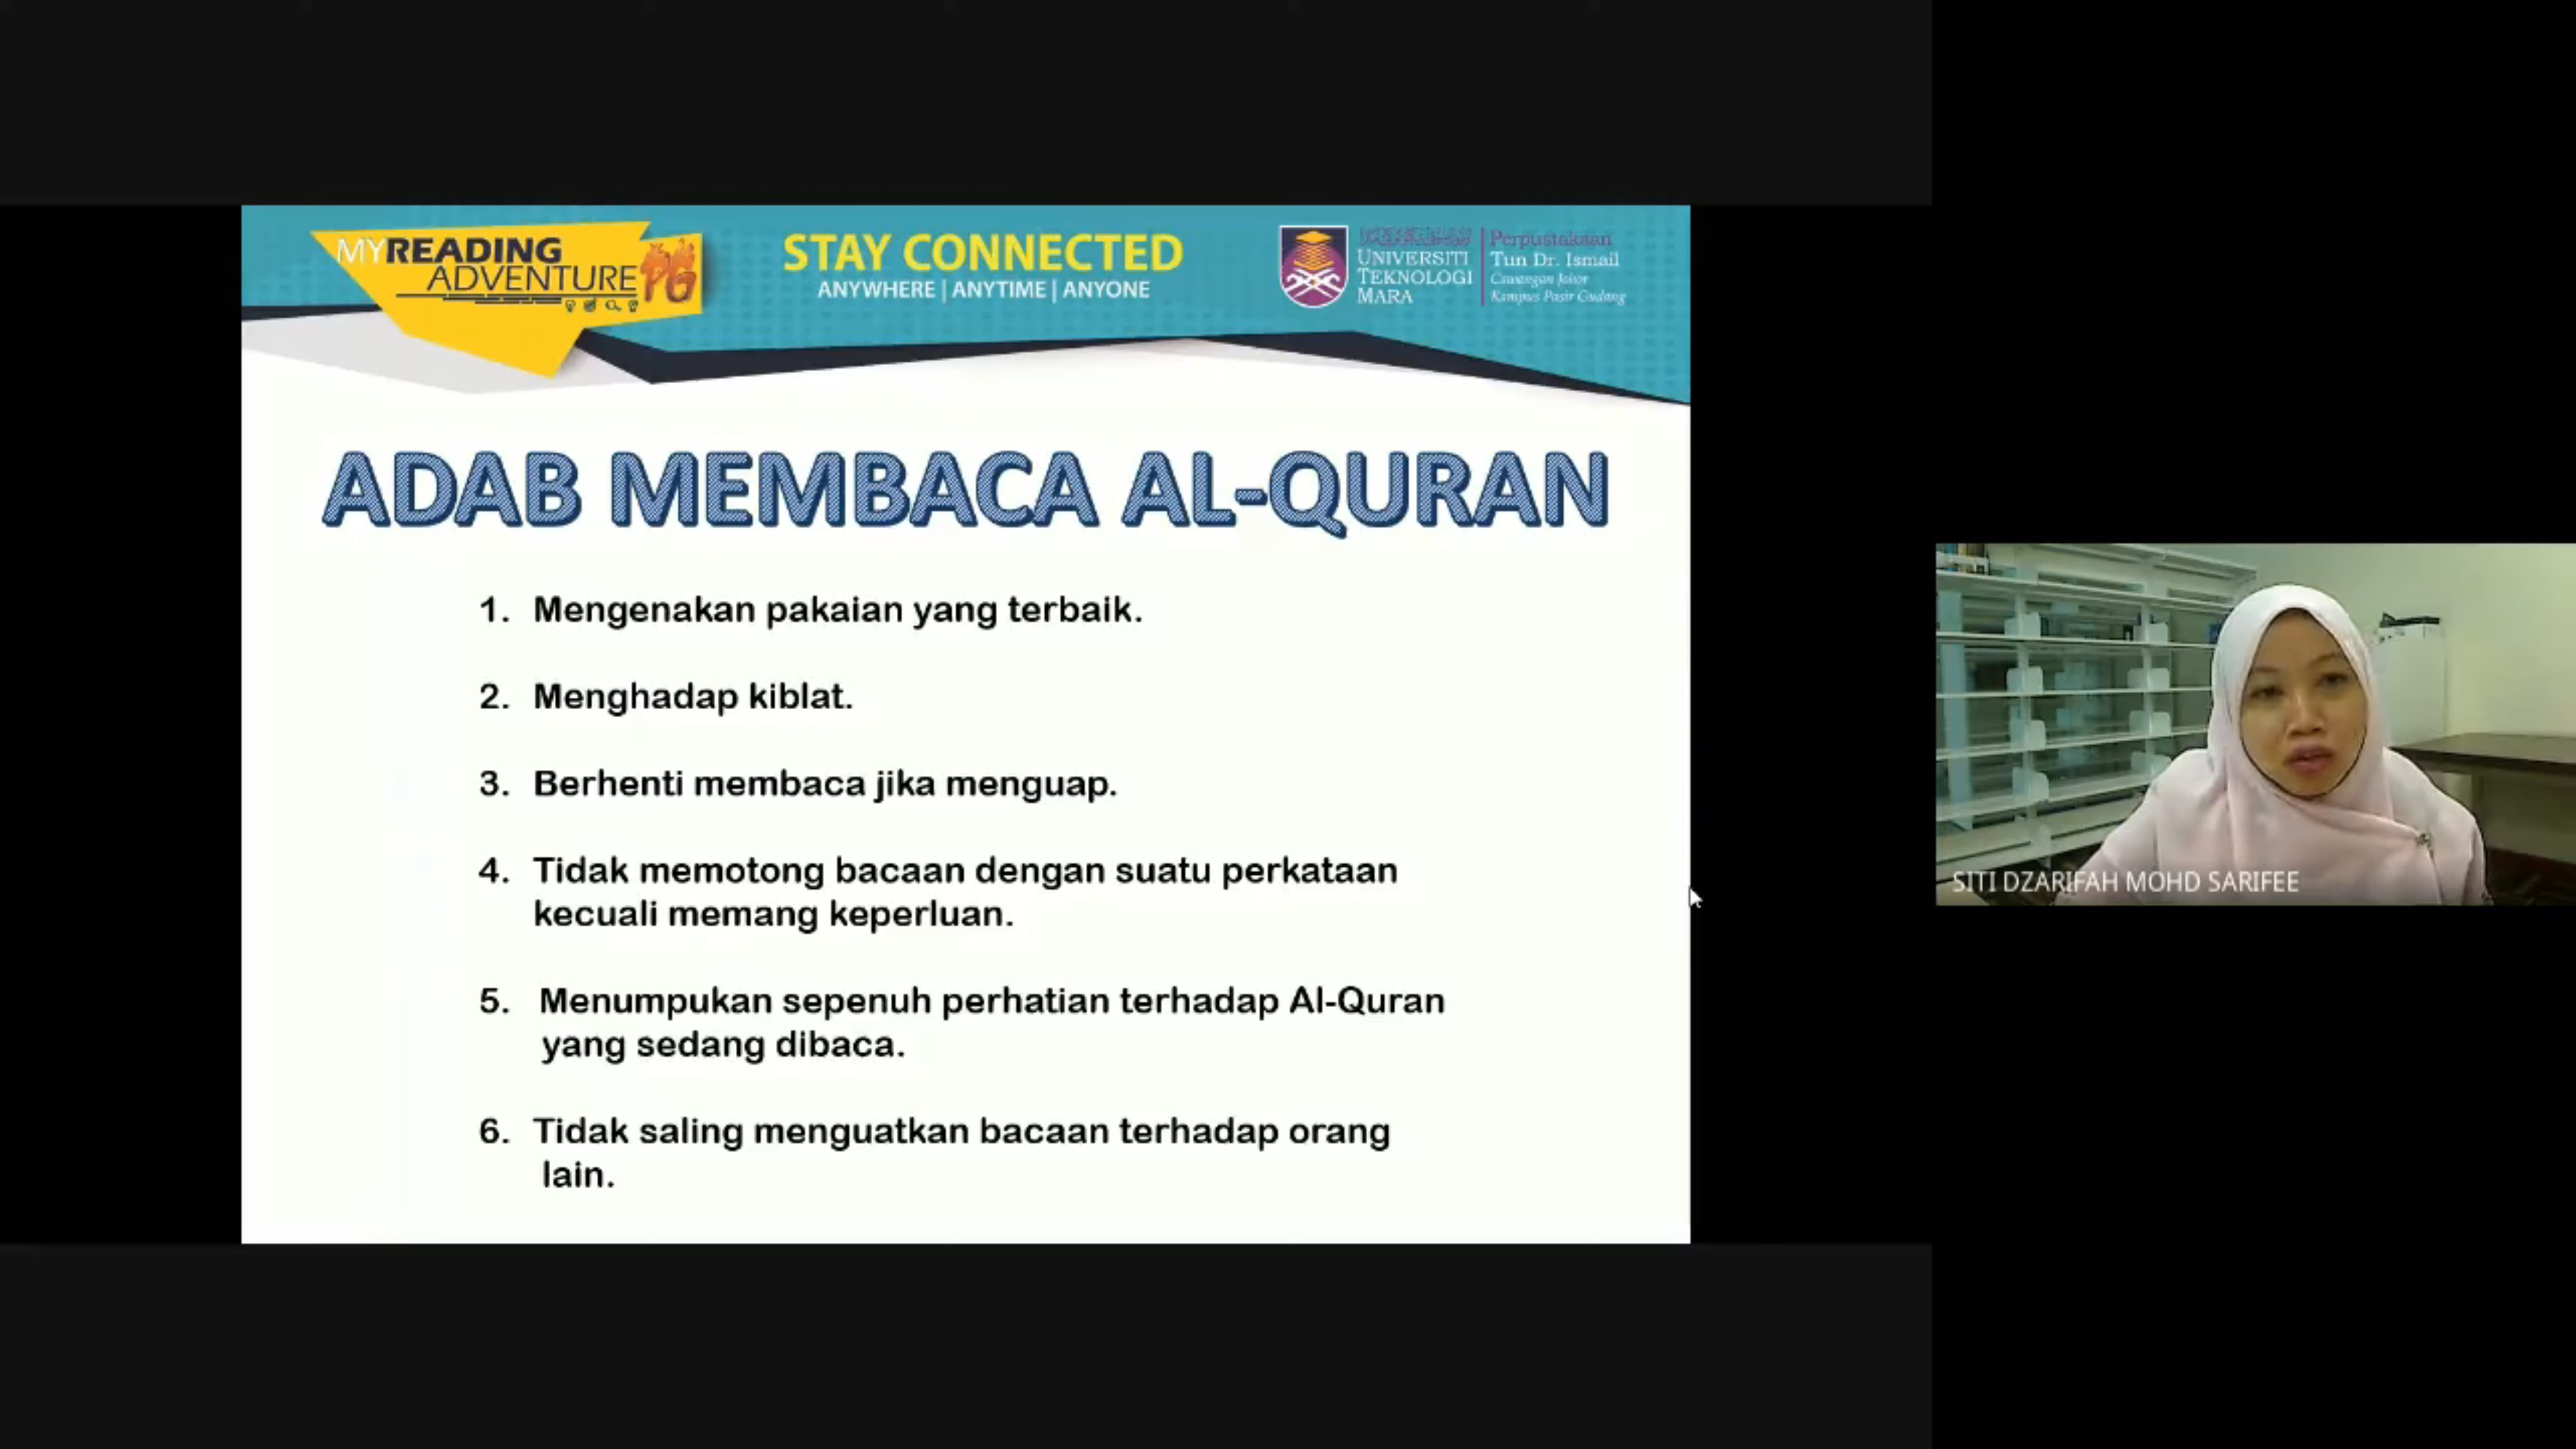 MYREADING
ADVENTURE PG
STAY CONNECTED
ANYWHERE | ANYTIME | ANYONE
UNIVERSITI
TEKNOLOGI
MARA
Perpustakaan
Tun Dr. Ismail
Cawangan Johor
Kampus Pasir Gudang
ADAB MEMBACA AL-QURAN
1. Mengenakan pakaian yang terbaik.
2. Menghadap kiblat.
3. Berhenti membaca jika menguap.
4. Tidak memotong bacaan dengan suatu perkataan
kecuali memang keperluan.
5. Menumpukan sepenuh perhatian terhadap Al-Quran
yang sedang dibaca.
6. Tidak saling menguatkan bacaan terhadap orang
lain.
SITI DZARIFAH MOHD SARIFEE